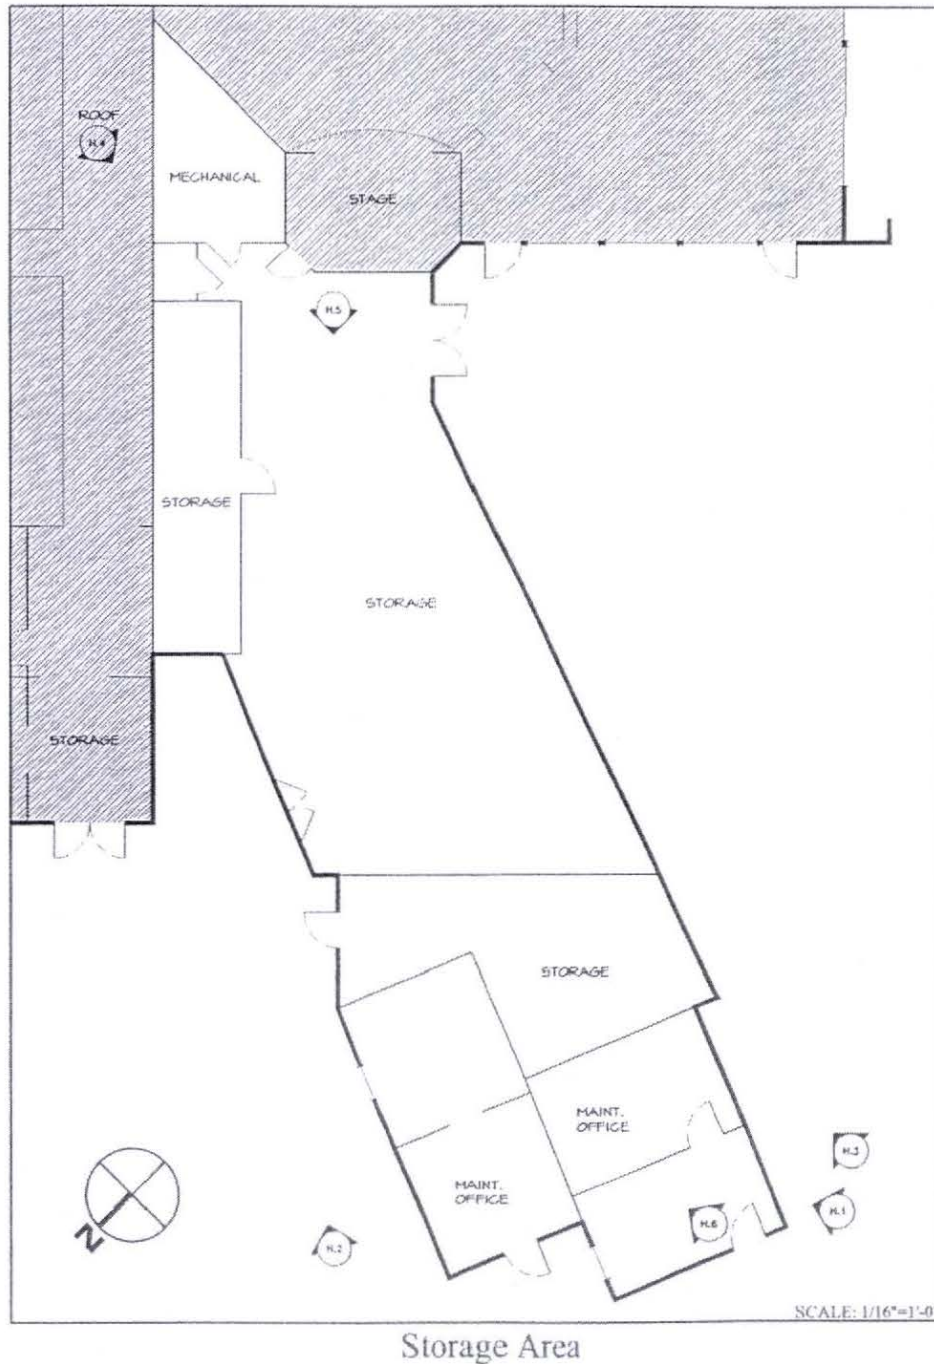 ROOF
H.4
MECHANICAL
STAGE
H.5
STORAGE
STORAGE
STORAGE
STORAGE
MAINT.
OFFICE
MAINT.
OFFICE
H.3
H.1
H.6
H.2
N
SCALE: 1/16"=1'-0
Storage Area